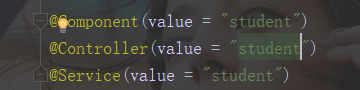 @Component(value = "student")
@Controller(value = "student")
@Service(value = "student")